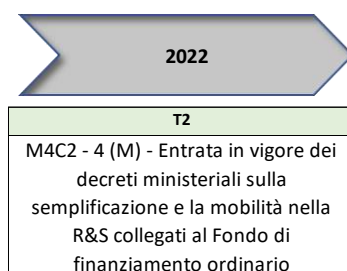 2022
T2
M4C2 - 4 (M) - Entrata in vigore dei
decreti ministeriali sulla
semplificazione e la mobilità nella
R&S collegati al Fondo di
finanziamento ordinario